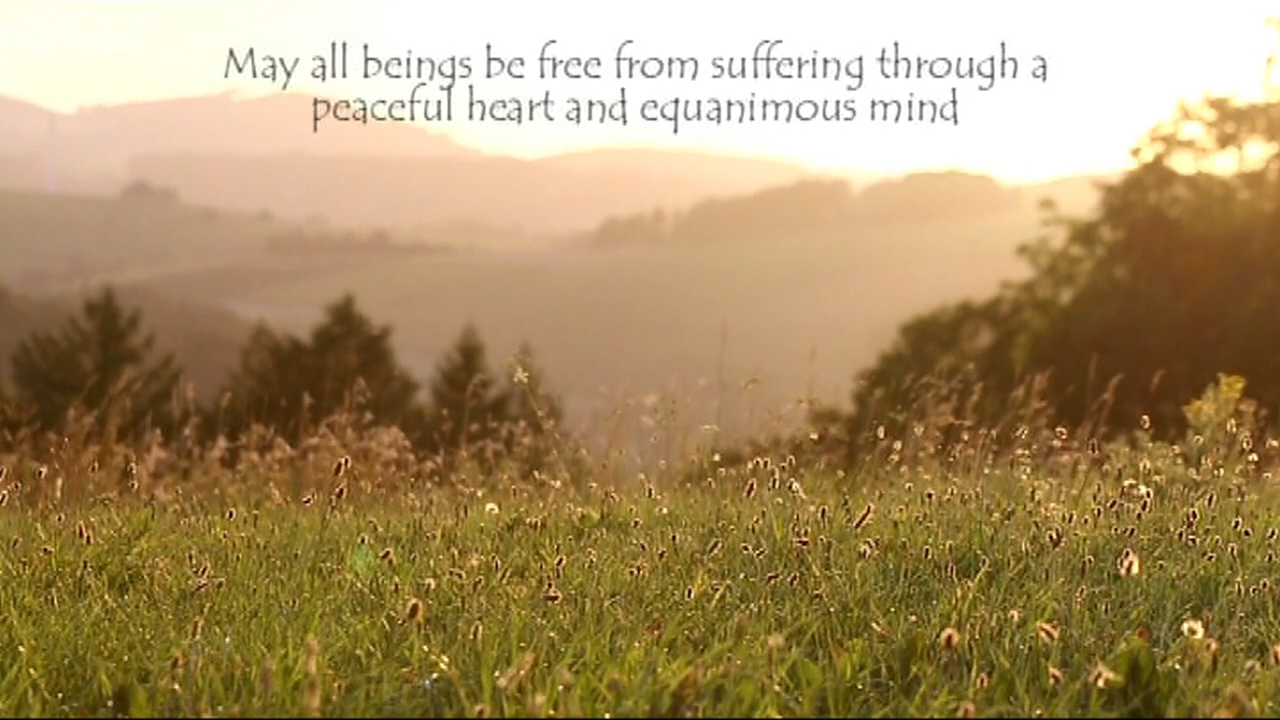 May all beings be free from suffering through a
peaceful heart and equanimous mind